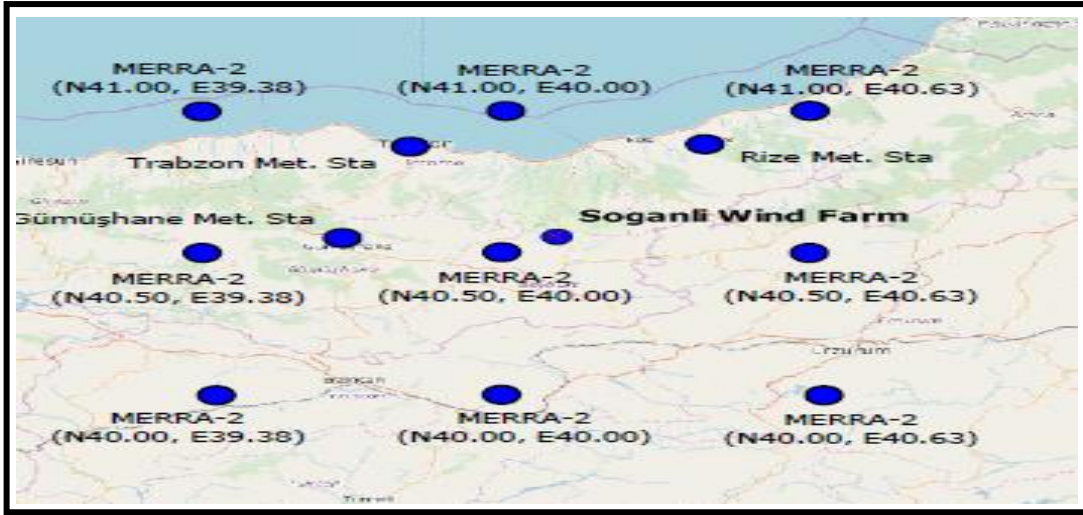 MERRA-2
(N41.00, E39.38)
MERRA-2
(N41.00, E40.00)
MERRA-2
(N41.00, E40.63)
Trabzon Met. Sta
Rize Met. Sta
Gümüşhane Met. Sta
Soganli Wind Farm
MERRA-2
(N40.50, E39.38)
MERRA-2
(N40.50, E40.00)
MERRA-2
(N40.50, E40.63)
MERRA-2
(N40.00, E39.38)
MERRA-2
(N40.00, E40.00)
MERRA-2
(N40.00, E40.63)